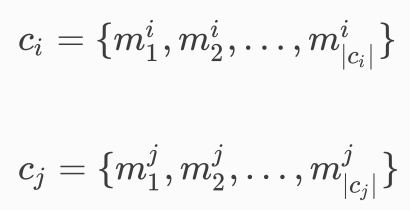 c_i = {m_1^i, m_2^i, . . . , m_{|c_i|}^i}
c_j = {m_1^j, m_2^j, . . . , m_{|c_j|}^j}